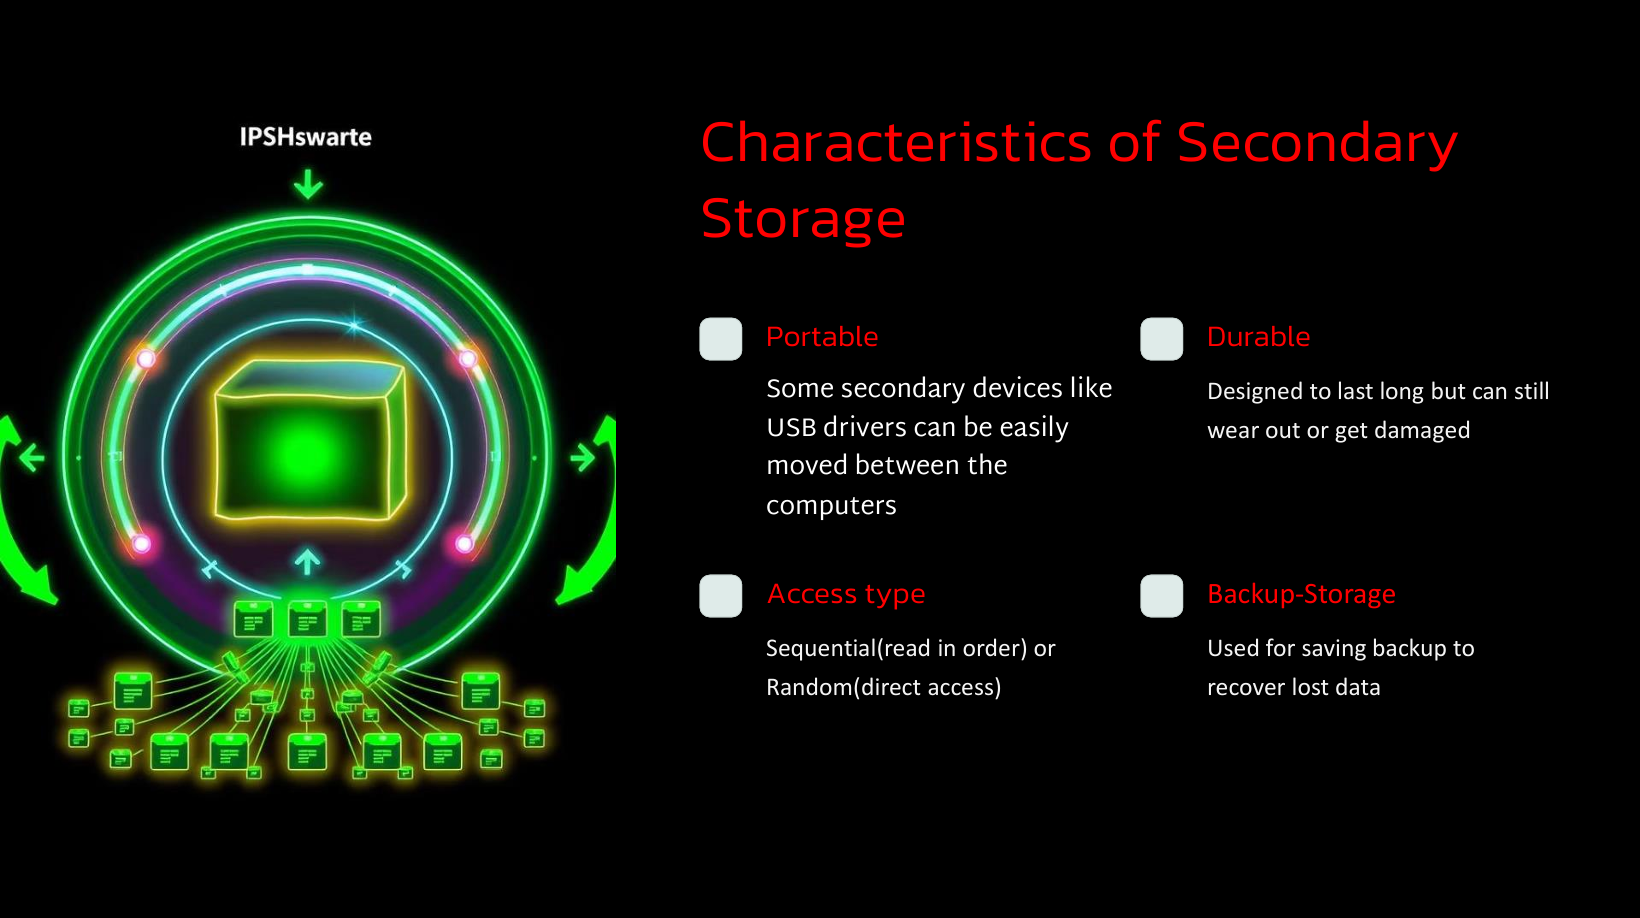 IPSHswarte
Characteristics of Secondary
Storage
Portable
Some secondary devices like
USB drivers can be easily
moved between the
computers
Durable
Designed to last long but can still
wear out or get damaged
Access type
Sequential(read in order) or
Random(direct access)
Backup-Storage
Used for saving backup to
recover lost data